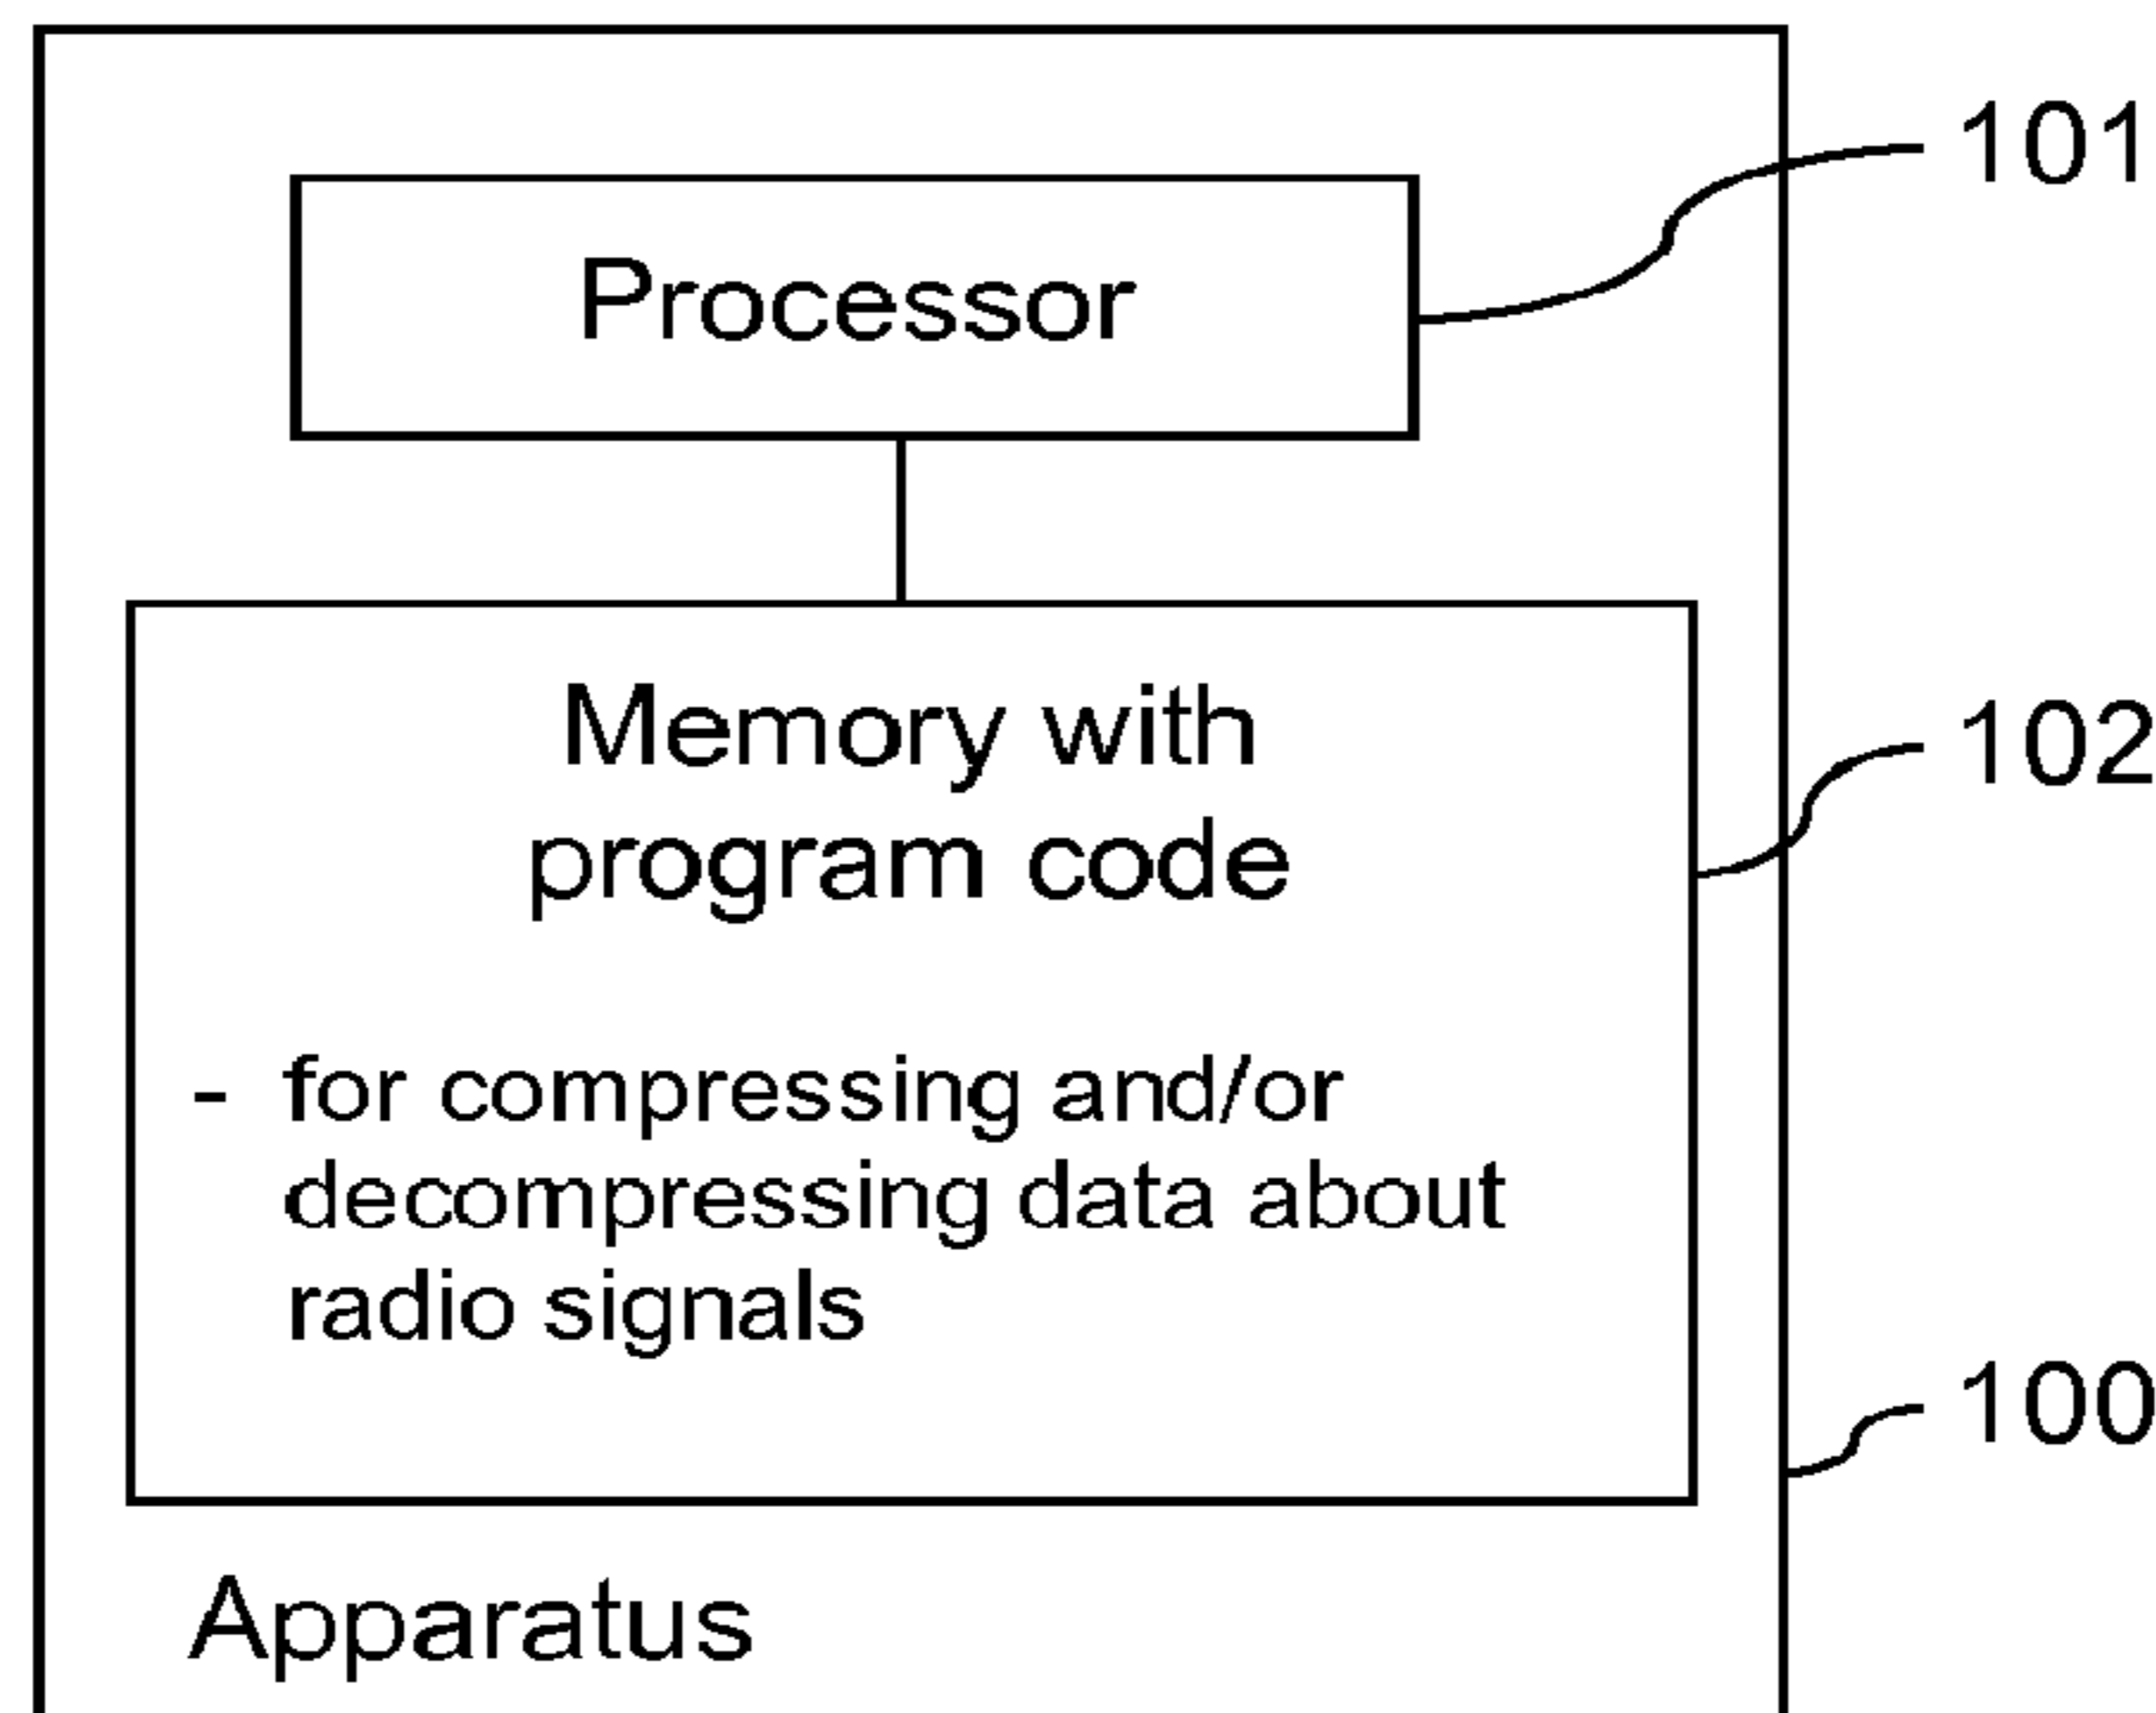 Processor
101
Memory with
program code
102
- for compressing and/or
decompressing data about
radio signals
100
Apparatus